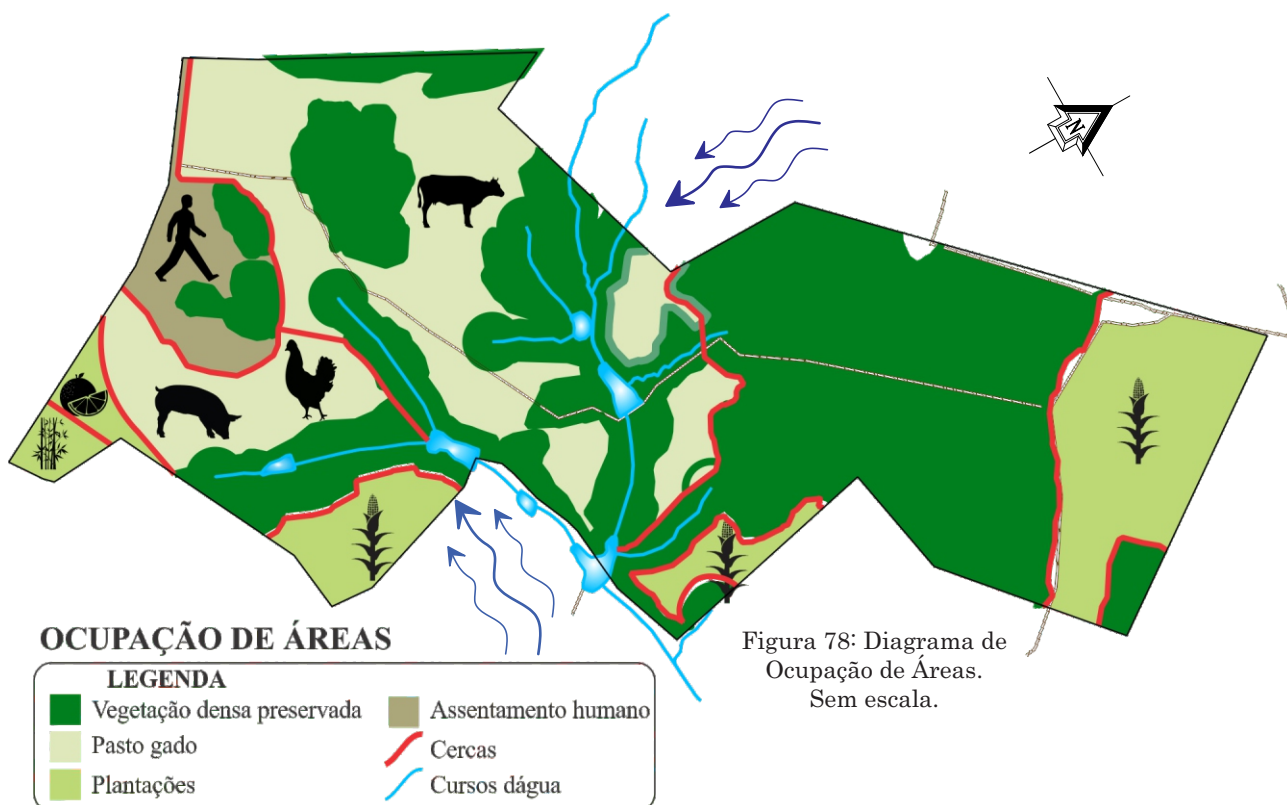 N
Figura 78: Diagrama de
Ocupação de Áreas.
Sem escala.
OCUPAÇÃO DE ÁREAS
LEGENDA
Vegetação densa preservada
Pasto gado
Plantações
Assentamento humano
Cercas
Cursos dágua